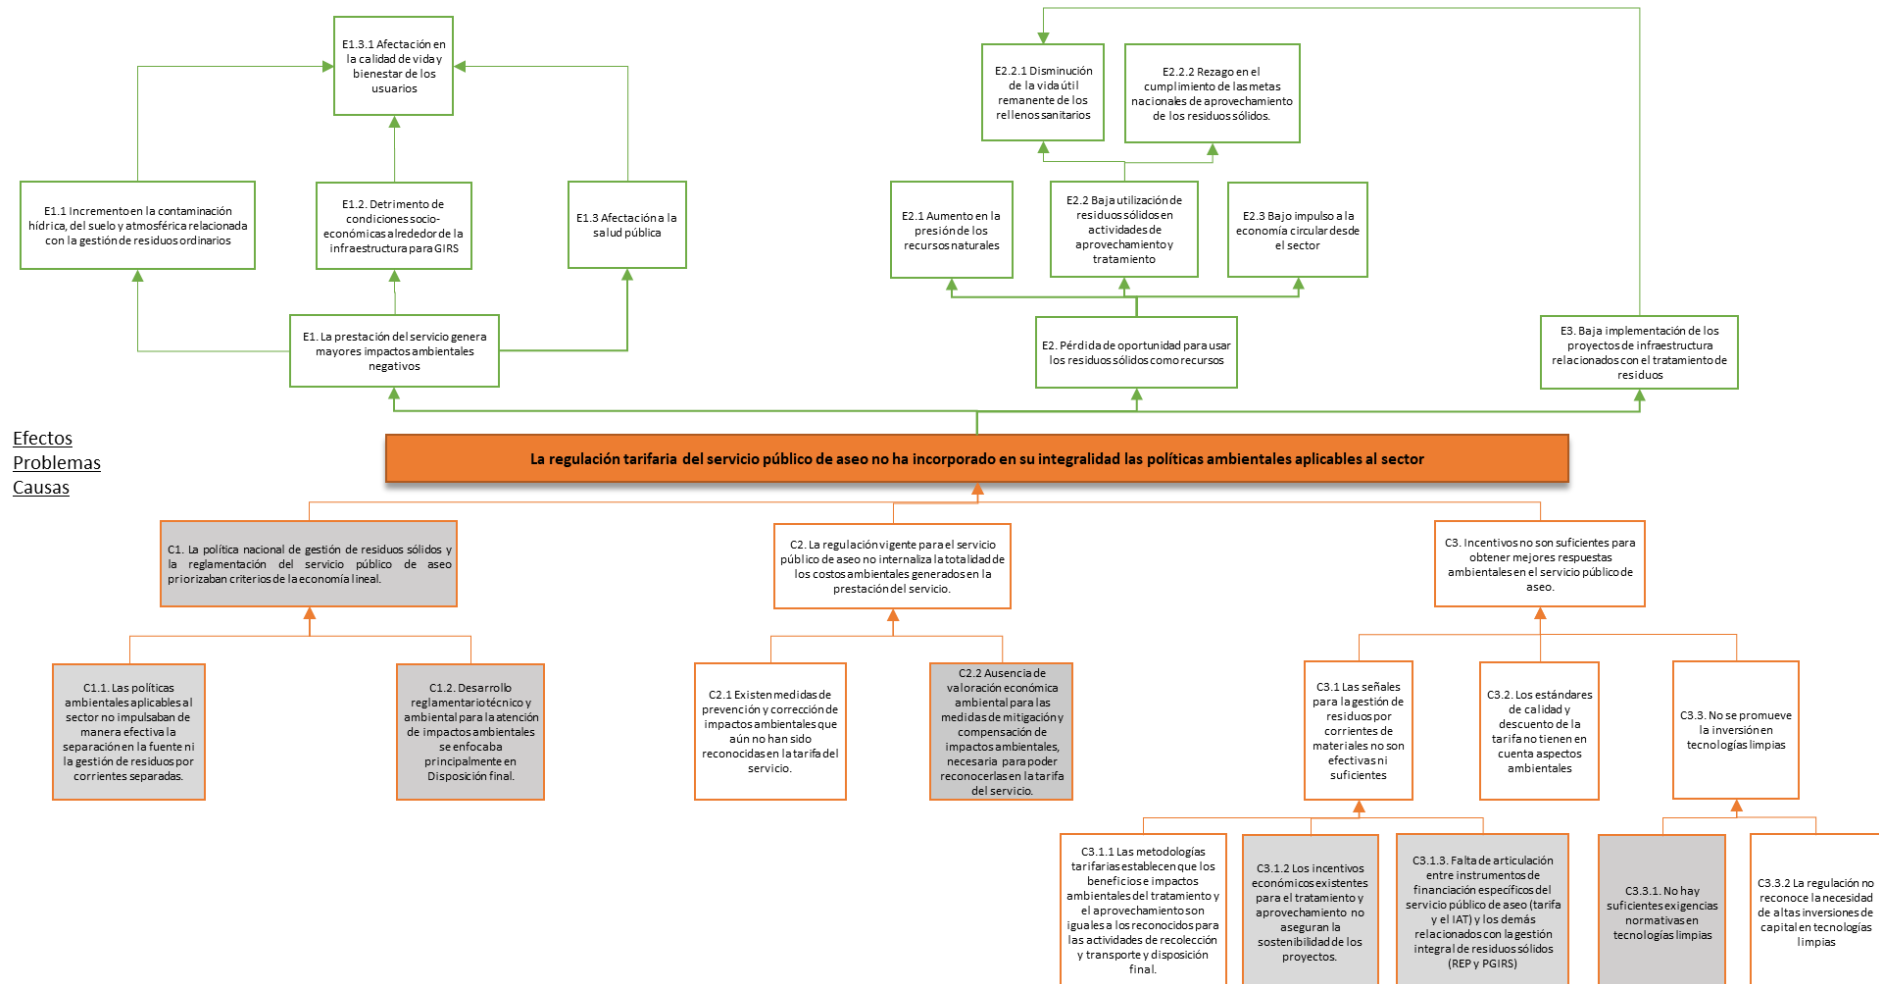 E1.3.1 Afectación en
la calidad de vida y
bienestar de los
usuarios
E2.2.1 Disminución
de la vida útil
remanente de los
rellenos sanitarios
E2.2.2 Rezago en el
cumplimiento de las metas
nacionales de aprovechamiento
de los residuos sólidos.
E1.1 Incremento en la contaminación
hídrica, del suelo y atmosférica relacionada
con la gestión de residuos ordinarios
E1.2. Detrimento de
condiciones socio-
económicas alrededor de la
infraestructura para GIRS
E1.3 Afectación a la
salud pública
E2.1 Aumento en la
presión de los
recursos naturales
E2.2 Baja utilización de
residuos sólidos en
actividades de
aprovechamiento y
tratamiento
E2.3 Bajo impulso a la
economía circular desde
el sector
E1. La prestación del servicio genera
mayores impactos ambientales
negativos
E2. Pérdida de oportunidad para usar
los residuos sólidos como recursos
E3. Baja implementación de los
proyectos de infraestructura
relacionados con el tratamiento de
residuos
Efectos
Problemas
Causas
La regulación tarifaria del servicio público de aseo no ha incorporado en su integralidad las políticas ambientales aplicables al sector
C1. La política nacional de gestión de residuos sólidos y
la reglamentación del servicio público de aseo
priorizaban criterios de la economía lineal.
C2. La regulación vigente para el servicio
público de aseo no internaliza la totalidad de
los costos ambientales generados en la
prestación del servicio.
C3. Incentivos no son suficientes para
obtener mejores respuestas
ambientales en el servicio público de
aseo.
C1.1. Las políticas
ambientales aplicables al
sector no impulsaban de
manera efectiva la
separación en la fuente ni
la gestión de residuos por
corrientes separadas.
C1.2. Desarrollo
reglamentario técnico y
ambiental para la atención
de impactos ambientales
se enfocaba
principalmente en
Disposición final.
C2.1 Existen medidas de
prevención y corrección de
impactos ambientales que
aún no han sido
reconocidas en la tarifa del
servicio.
C2.2 Ausencia de
valoración económica
ambiental para las
medidas de mitigación y
compensación de
impactos ambientales,
necesaria para poder
reconocerlas en la tarifa
del servicio.
C3.1 Las señales
para la gestión de
residuos por
corrientes de
materiales no son
efectivas ni
suficientes
C3.2. Los estándares
de calidad y
descuento de la
tarifa no tienen en
cuenta aspectos
ambientales
C3.3. No se promueve
la inversión en
tecnologías limpias
C3.1.1 Las metodologías
tarifarias establecen que los
beneficios e impactos
ambientales del tratamiento y
el aprovechamiento son
iguales a los reconocidos para
las actividades de recolección
y transporte y disposición
final.
C3.1.2 Los incentivos
económicos existentes
para el tratamiento y
aprovechamiento no
aseguran la
sostenibilidad de los
proyectos.
C3.1.3. Falta de articulación
entre instrumentos de
financiación específicos del
servicio público de aseo (tarifa
y el IAT) y los demás
relacionados con la gestión
integral de residuos sólidos
(REP y PGIRS)
C3.3.1. No hay
suficientes exigencias
normativas en
tecnologías limpias
C3.3.2 La regulación no
reconoce la necesidad
de altas inversiones de
capital en tecnologías
limpias